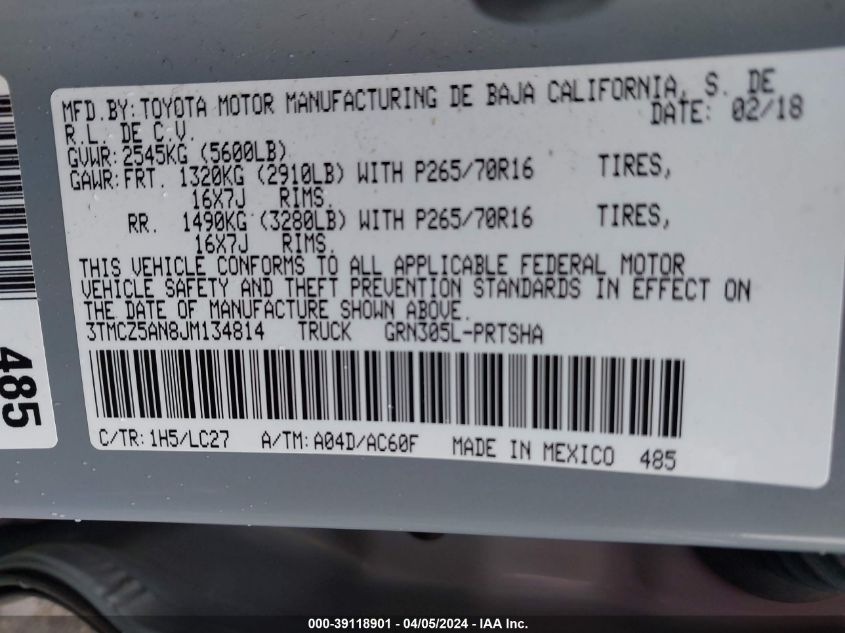 MFD.BY:TOYOTA MOTOR MANUFACTURING DE BAJA CALIFORNIA, S. DE
R.L. DE C.V. DATE: 02/18
GVWR:2545KG (5600LB)
GAWR:FRT. 1320KG (2910LB) WITH P265/70R16 TIRES,
16X7J RIMS.
RR. 1490KG (3280LB) WITH P265/70R16 TIRES,
16X7J RIMS.
THIS VEHICLE CONFORMS TO ALL APPLICABLE FEDERAL MOTOR
VEHICLE SAFETY AND THEFT PREVENTION STANDARDS IN EFFECT ON
THE DATE OF MANUFACTURE SHOWN ABOVE.
3TMCZ5AN8JM134814 TRUCK GRN305L-PRTSHA
C/TR:1H5/LC27 A/TM:A04D/AC60F MADE IN MEXICO 485
485
000-39118901 - 04/05/2024 - IAA Inc.